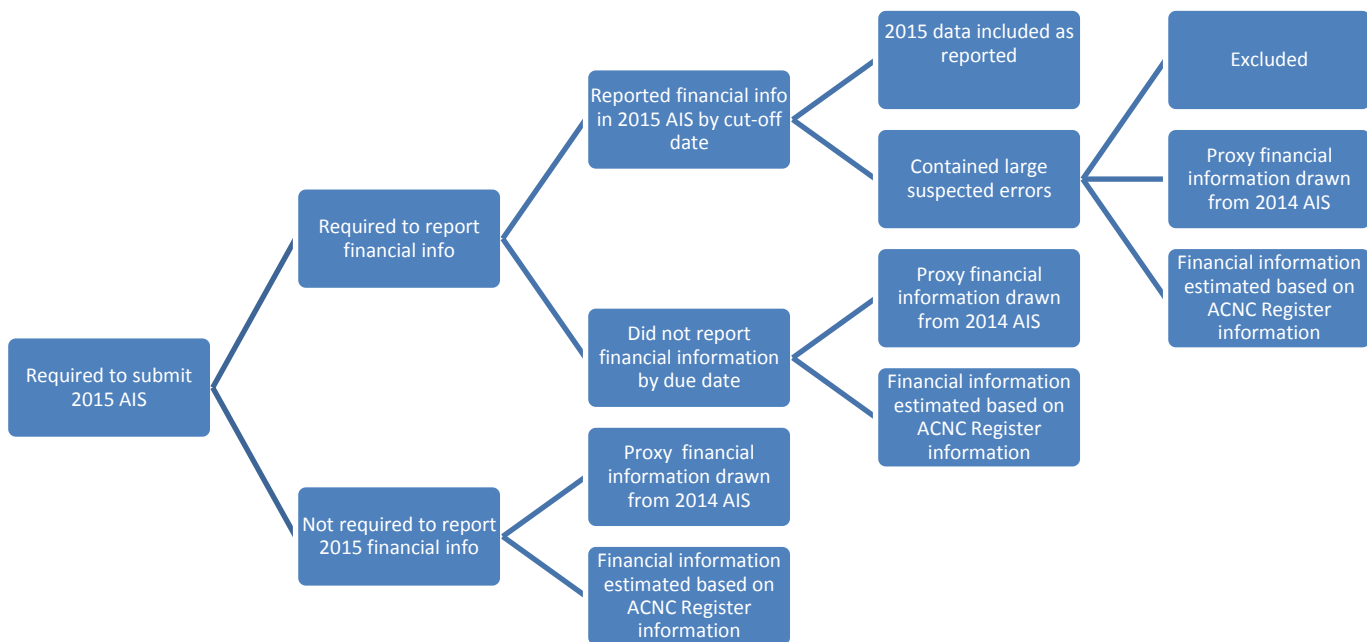 Required to submit
2015 AIS
Required to report
financial info
Not required to report
2015 financial info
Reported financial info
in 2015 AIS by cut-off
date
Did not report
financial information
by due date
Proxy  financial
information drawn
from 2014 AIS
Financial information
estimated based on
ACNC Register
information
2015 data included as
reported
Contained large
suspected errors
Proxy financial
information drawn
from 2014 AIS
Financial information
estimated based on
ACNC Register
information
Excluded
Proxy financial
information drawn
from 2014 AIS
Financial information
estimated based on
ACNC Register
information